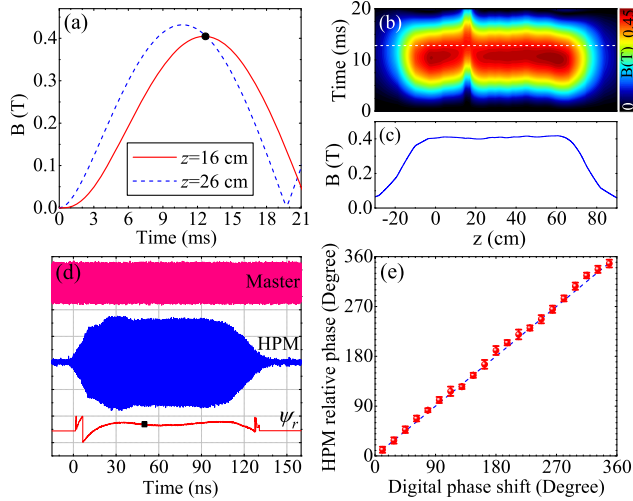 (a)
B (T)
0.4
0.3
0.2
0.1
0.0
z=16 cm
z=26 cm
0 3 6 9 12 15 18 21
Time (ms)
(b)
Time (ms)
20
10
0
0 B(T) 0.45
(c)
B (T)
0.4
0.2
0.0
-20 0 20 40 60 80
z (cm)
(d)
Master
HPM
ψr
0 30 60 90 120 150
Time (ns)
(e)
HPM relative phase (Degree)
360
270
180
90
0
90 180 270 360
Digital phase shift (Degree)